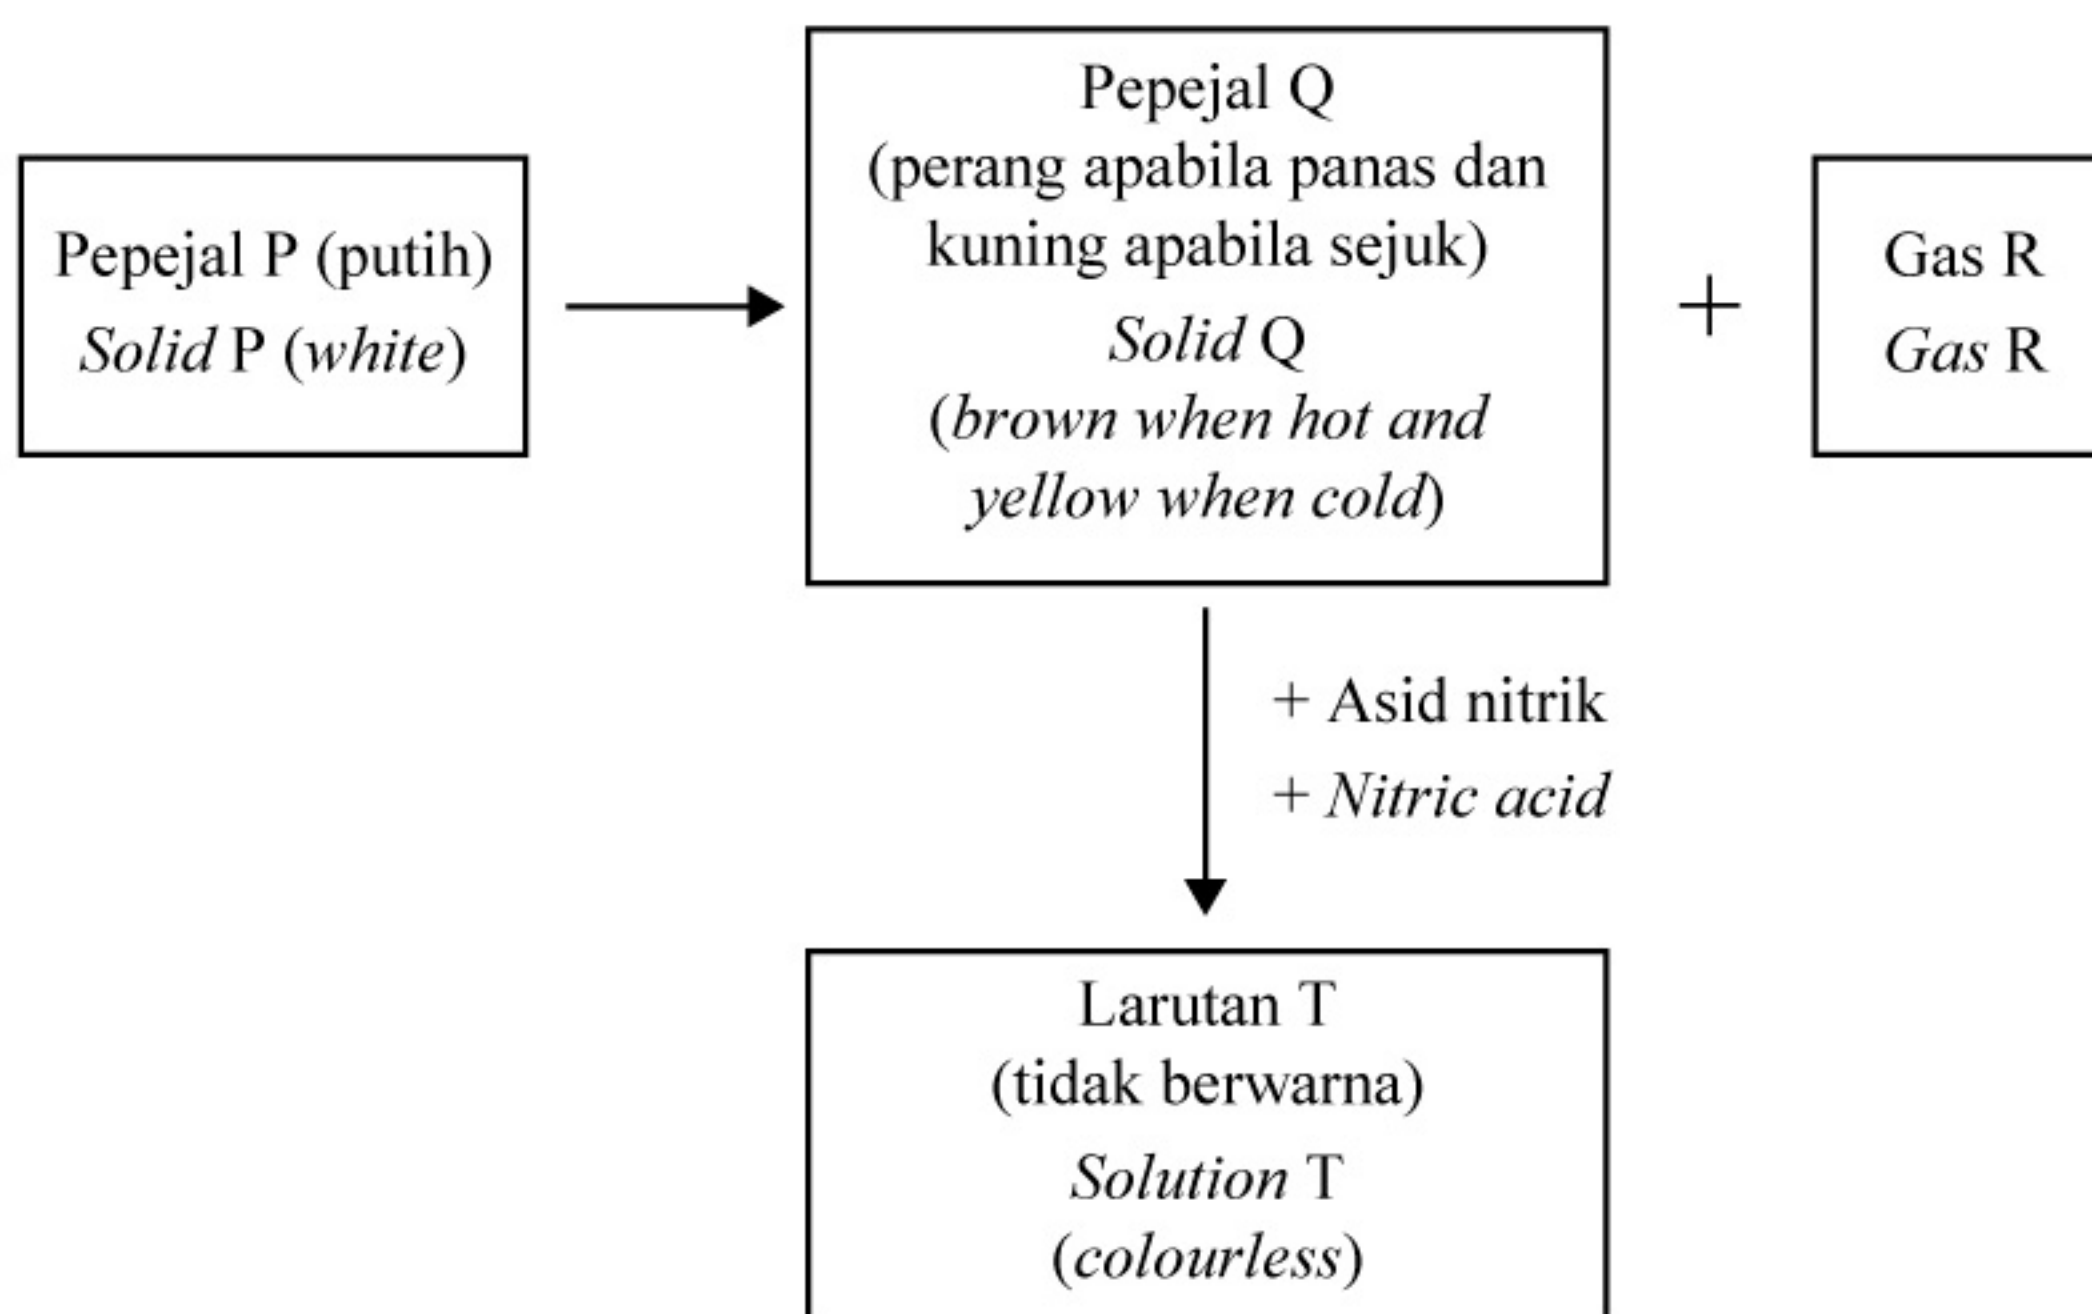 Pepejal P (putih)
Solid P (white)
Pepejal Q
(perang apabila panas dan
kuning apabila sejuk)
Solid Q
(brown when hot and
yellow when cold)
+
Gas R
Gas R
+ Asid nitrik
+ Nitric acid
Larutan T
(tidak berwarna)
Solution T
(colourless)